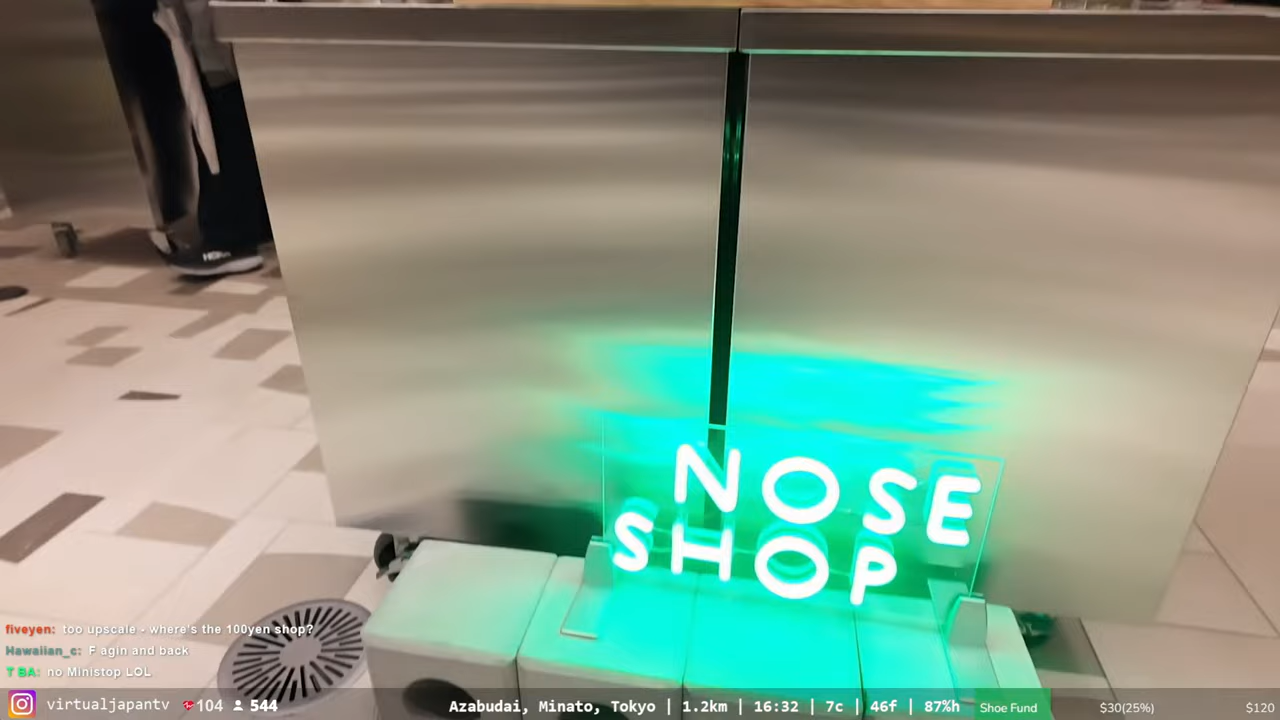 NOSE
SHOP
fiveyen: too upscale - where's the 100yen shop?
Hawaiian_c: F agin and back
T BA: no Ministop LOL
virtualjapantv 104 544 Azabudai, Minato, Tokyo | 1.2km | 16:32 | 7c | 46f | 87%h Shoe Fund $30(25%) $120